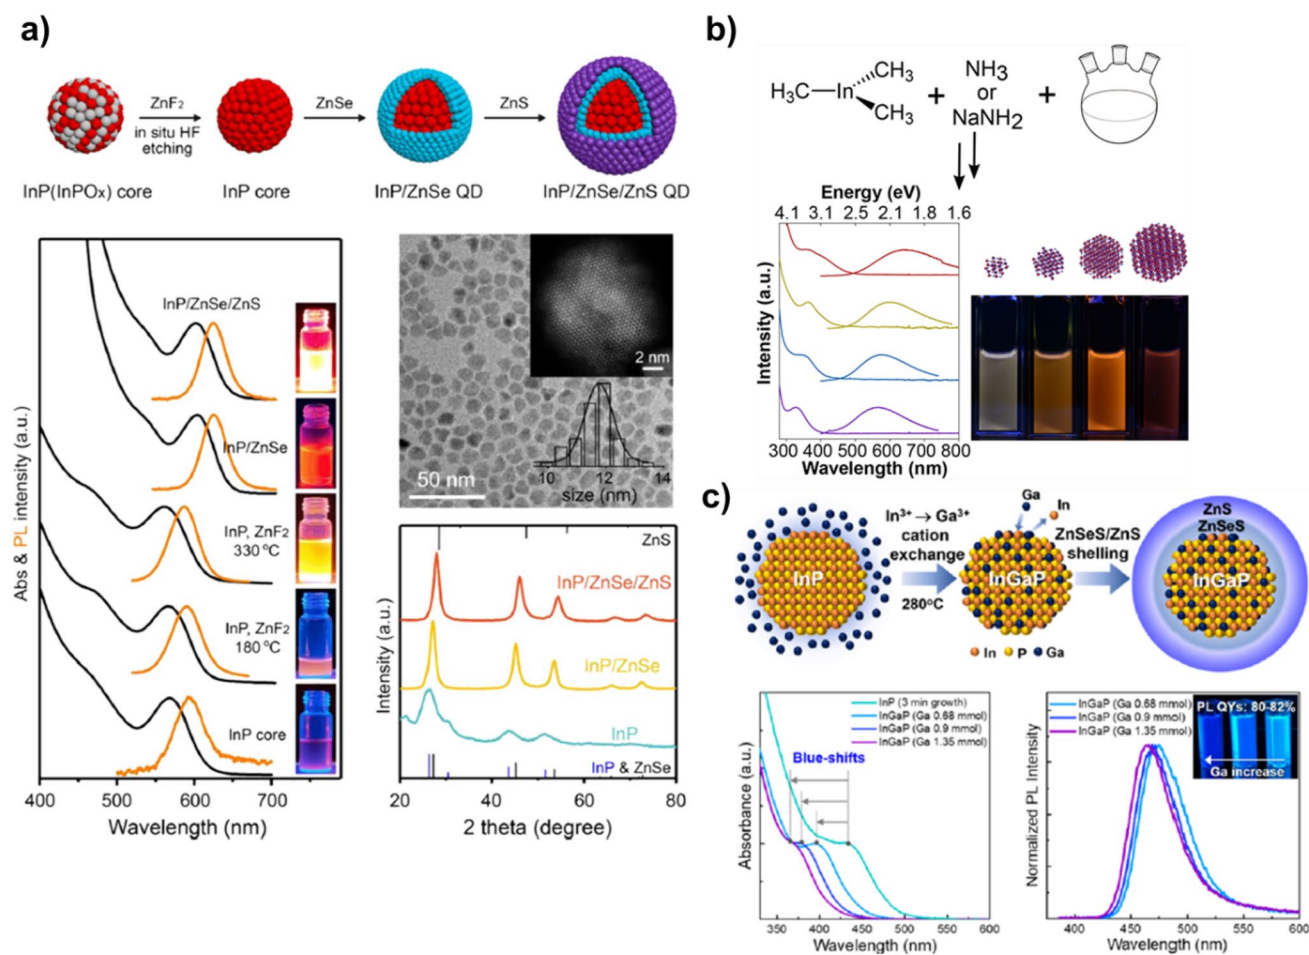 a)
ZnF₂
in situ HF
etching
ZnSe
ZnS
InP(InPOx) core
InP core
InP/ZnSe QD
InP/ZnSe/ZnS QD
Abs & PL intensity (a.u.)
InP/ZnSe/ZnS
InP/ZnSe
InP, ZnF₂
330 °C
InP, ZnF₂
180 °C
InP core
400 500 600 700
Wavelength (nm)
2 nm
50 nm
10 12 14
size (nm)
Intensity (a.u.)
ZnS
InP/ZnSe/ZnS
InP/ZnSe
InP
InP & ZnSe
20 40 60 80
2 theta (degree)
b)
H₃C In CH₃ CH₃
+
NH₃
or
NaNH₂
+
Energy (eV)
4.1 3.1 2.5 2.1 1.8 1.6
Intensity (a.u.)
300 400 500 600 700 800
Wavelength (nm)
c)
InP
In³⁺ → Ga³⁺
cation
exchange
280°C
Ga
In
InGaP
In P Ga
ZnSeS/ZnS
shelling
ZnS
ZnSeS
InGaP
Absorbance (a.u.)
InP (3 min growth)
InGaP (Ga 0.68 mmol)
InGaP (Ga 0.9 mmol)
InGaP (Ga 1.35 mmol)
Blue-shifts
350 400 450 500 550 600
Wavelength (nm)
Normalized PL Intensity
InGaP (Ga 0.68 mmol)
InGaP (Ga 0.9 mmol)
InGaP (Ga 1.35 mmol)
PL QYs: 80-82%
Ga increase
400 450 500 550 600
Wavelength (nm)